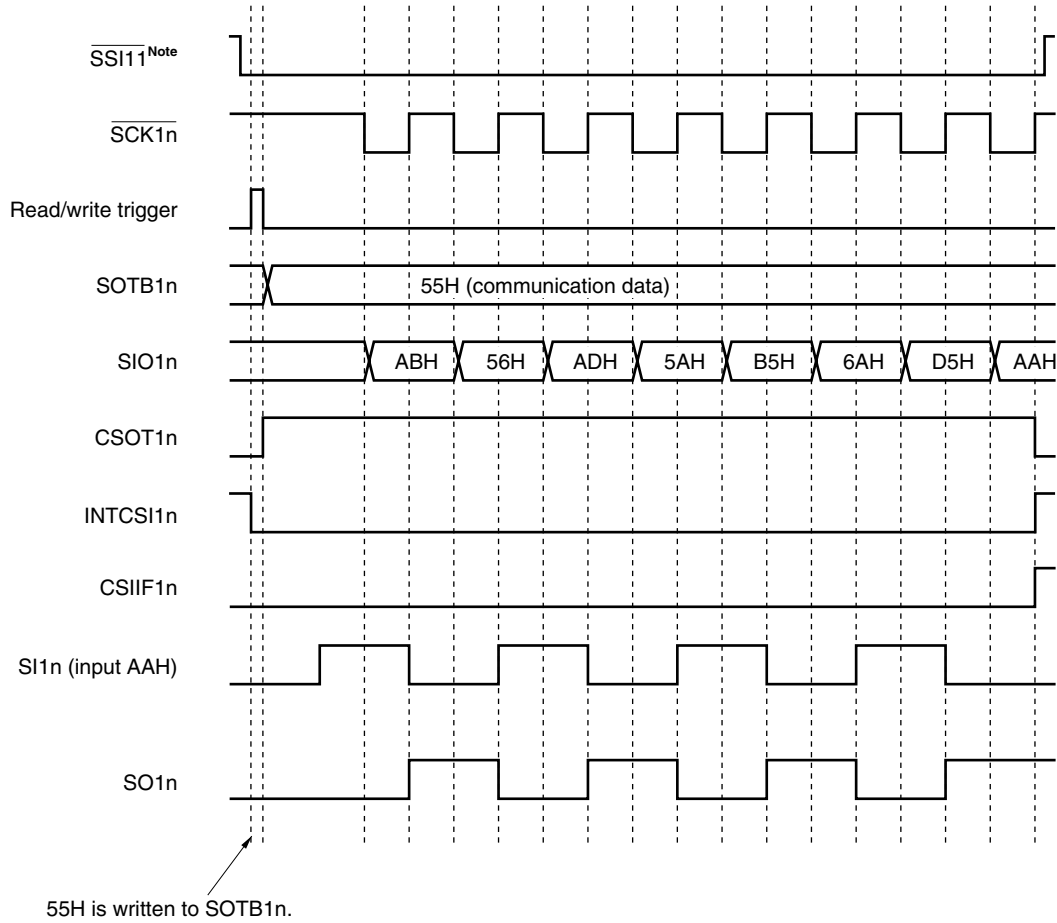 SSI11Note
SCK1n
Read/write trigger
SOTB1n 55H (communication data)
SIO1n ABH 56H ADH 5AH B5H 6AH D5H AAH
CSOT1n
INTCSI1n
CSIIF1n
SI1n (input AAH)
SO1n
55H is written to SOTB1n.